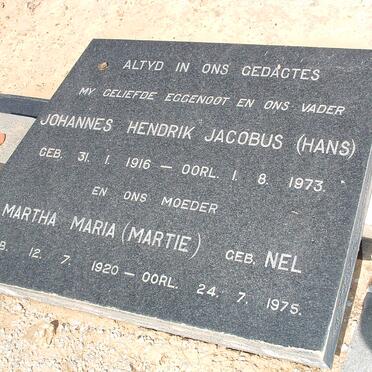 ALTYD IN ONS GEDAGTES
MY GELIEFDE EGGENOOT EN ONS VADER
JOHANNES HENDRIK JACOBUS (HANS)
GEB. 31. 1. 1916 — OORL. 1. 8. 1973.
EN ONS MOEDER
MARTHA MARIA (MARTIE) GEB. NEL
12. 7. 1920 — OORL. 24. 7. 1975.